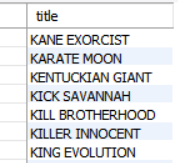 title
KANE EXORCIST
KARATE MOON
KENTUCKIAN GIANT
KICK SAVANNAH
KILL BROTHERHOOD
KILLER INNOCENT
KING EVOLUTION